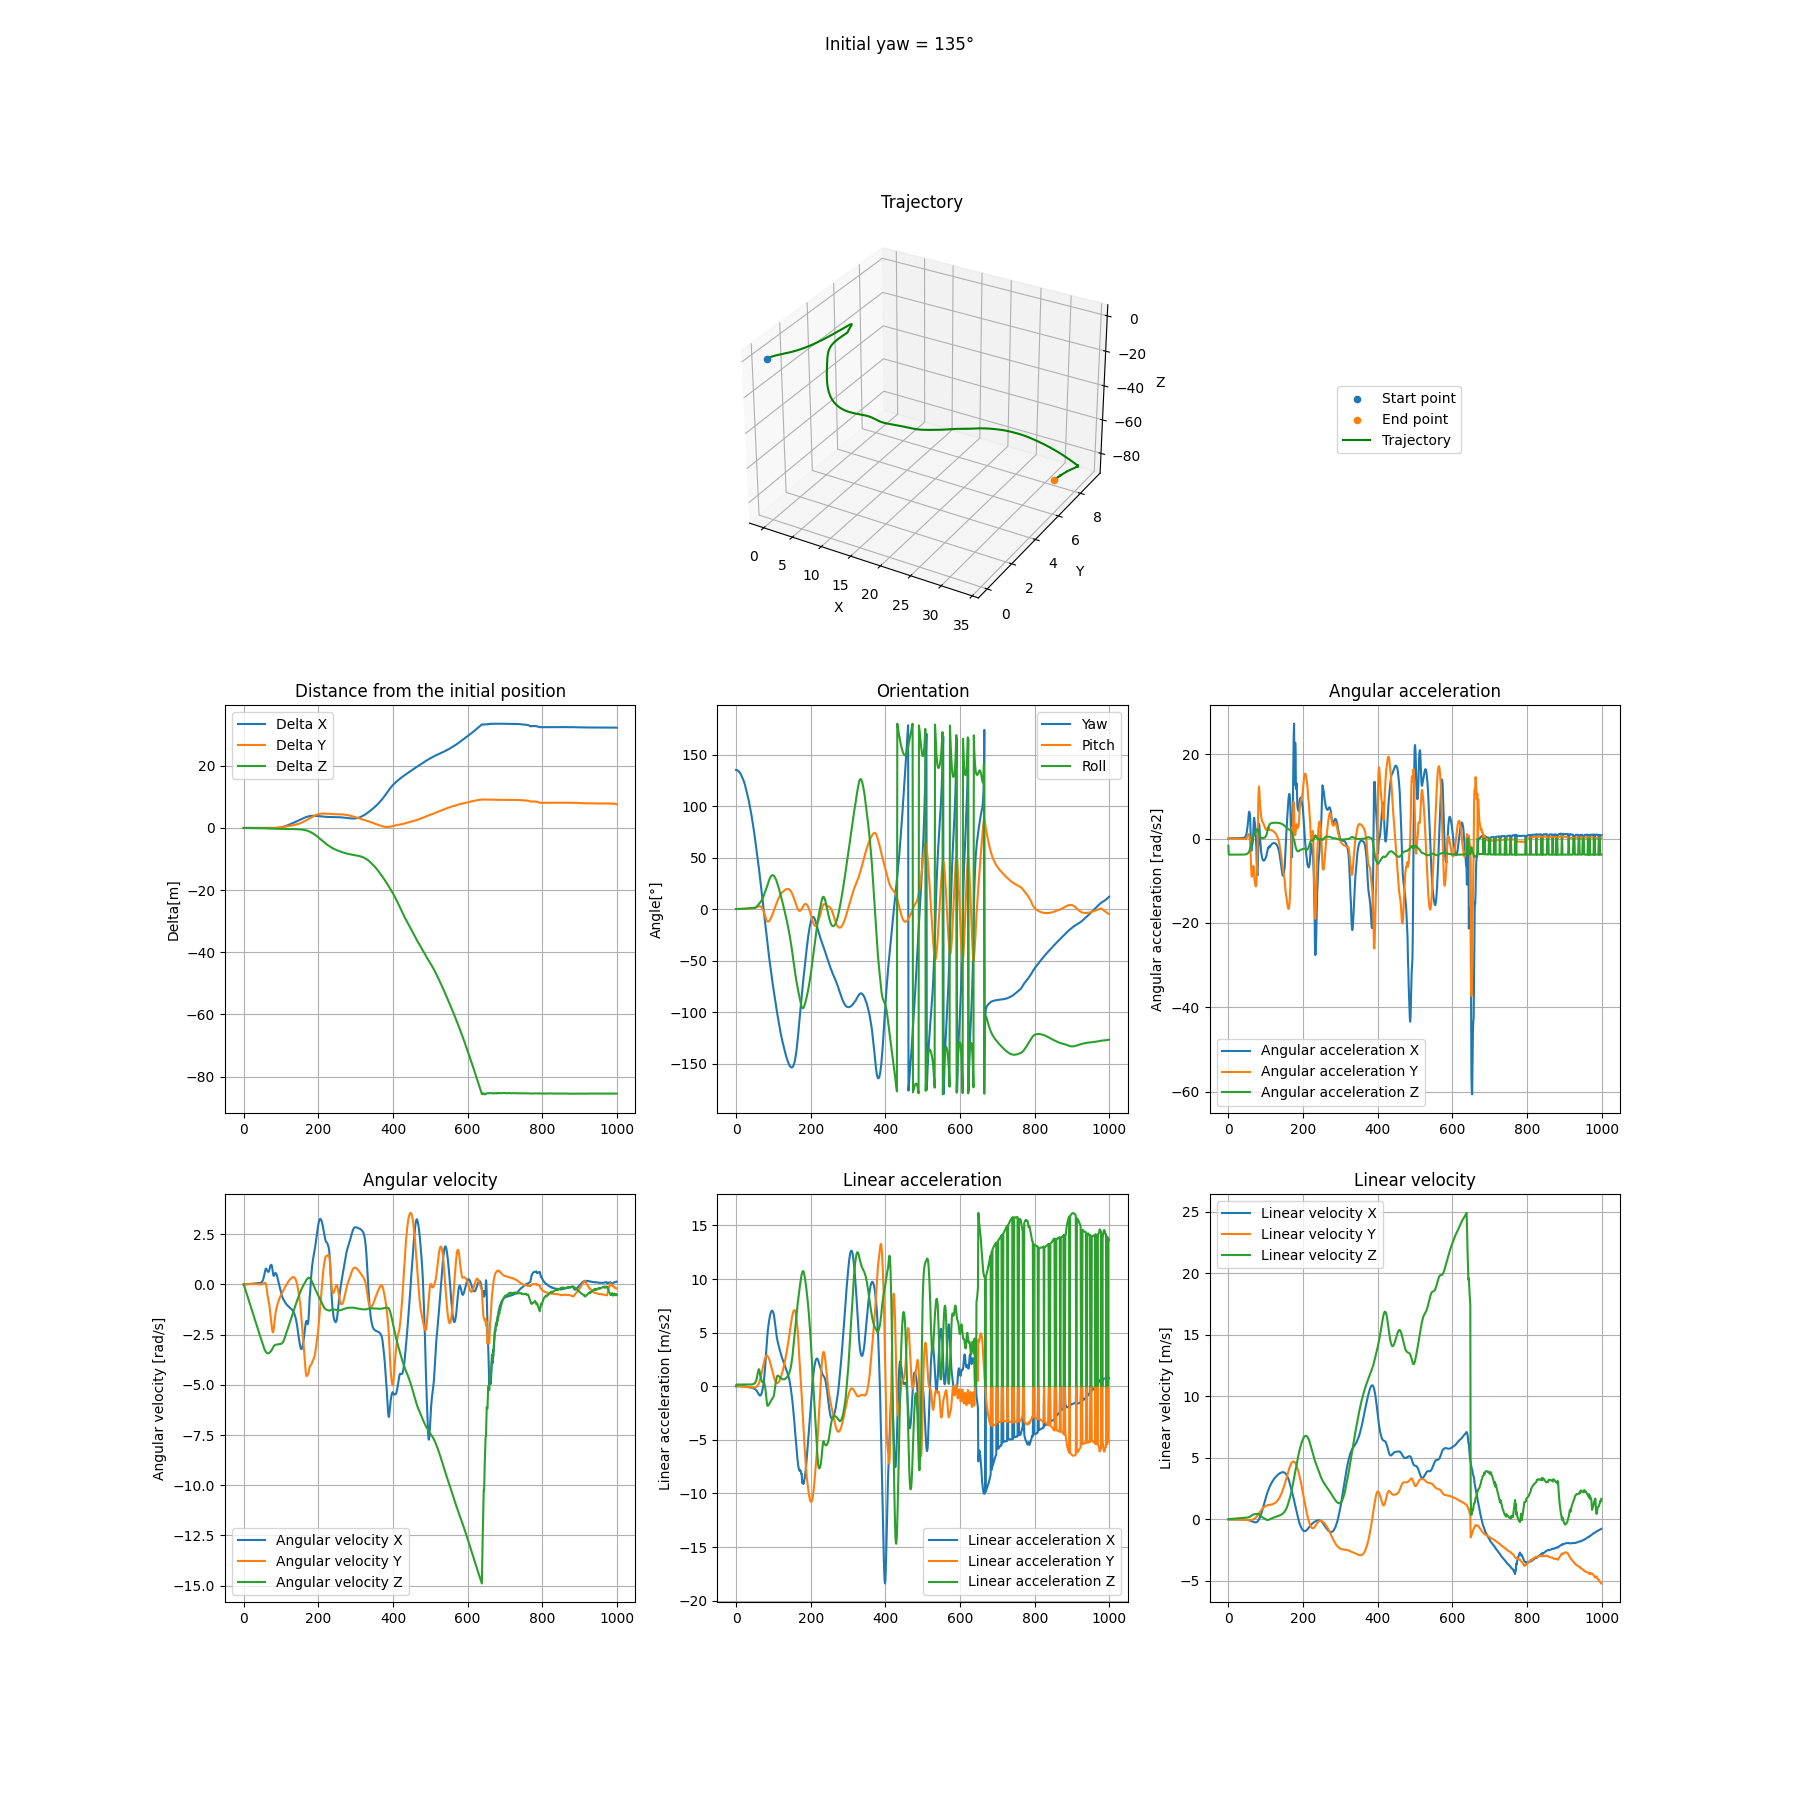 Initial yaw = 135°
Trajectory
0
−20
−40
−60
−80
Z
0
5
10
15
20
25
30
35
X
0
2
4
6
8
Y
Start point
End point
Trajectory
Distance from the initial position
Delta X
Delta Y
Delta Z
20
0
−20
−40
−60
−80
Delta[m]
0 200 400 600 800 1000
Orientation
Yaw
Pitch
Roll
150
100
50
0
−50
−100
−150
Angle[°]
0 200 400 600 800 1000
Angular acceleration
20
0
−20
−40
−60
Angular acceleration [rad/s2]
Angular acceleration X
Angular acceleration Y
Angular acceleration Z
0 200 400 600 800 1000
Angular velocity
2.5
0.0
−2.5
−5.0
−7.5
−10.0
−12.5
−15.0
Angular velocity [rad/s]
Angular velocity X
Angular velocity Y
Angular velocity Z
0 200 400 600 800 1000
Linear acceleration
15
10
5
0
−5
−10
−15
−20
Linear acceleration [m/s2]
Linear acceleration X
Linear acceleration Y
Linear acceleration Z
0 200 400 600 800 1000
Linear velocity
Linear velocity X
Linear velocity Y
Linear velocity Z
25
20
15
10
5
0
−5
Linear velocity [m/s]
0 200 400 600 800 1000